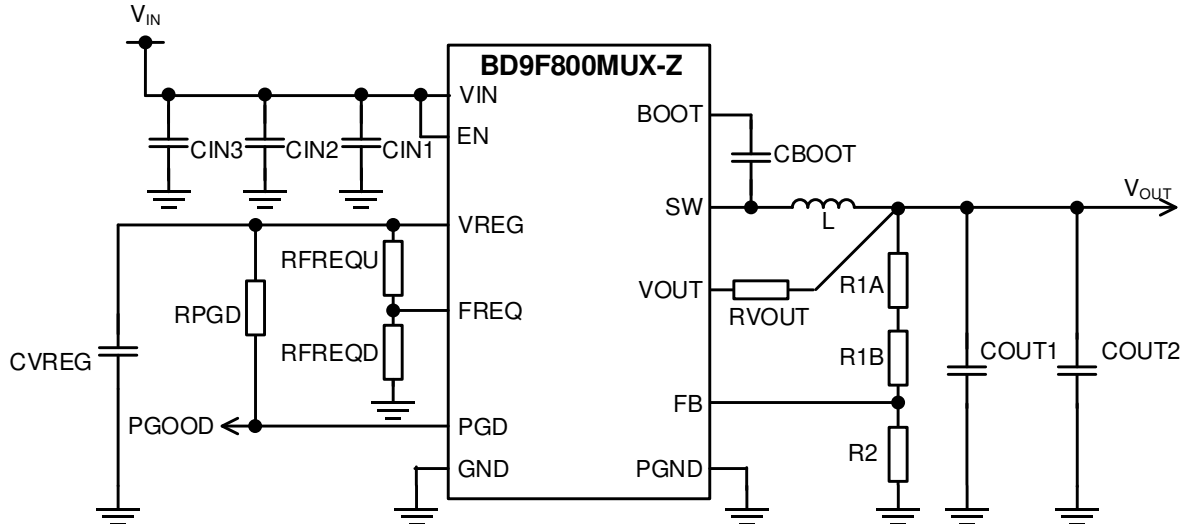 VIN
BD9F800MUX-Z
VIN
BOOT
EN
CIN3
CIN2
CIN1
CBOOT
SW
L
VOUT
VREG
RFREQU
VOUT
RVOUT
R1A
FREQ
RPGD
RFREQD
R1B
COUT1
COUT2
CVREG
FB
PGOOD
PGD
R2
GND
PGND